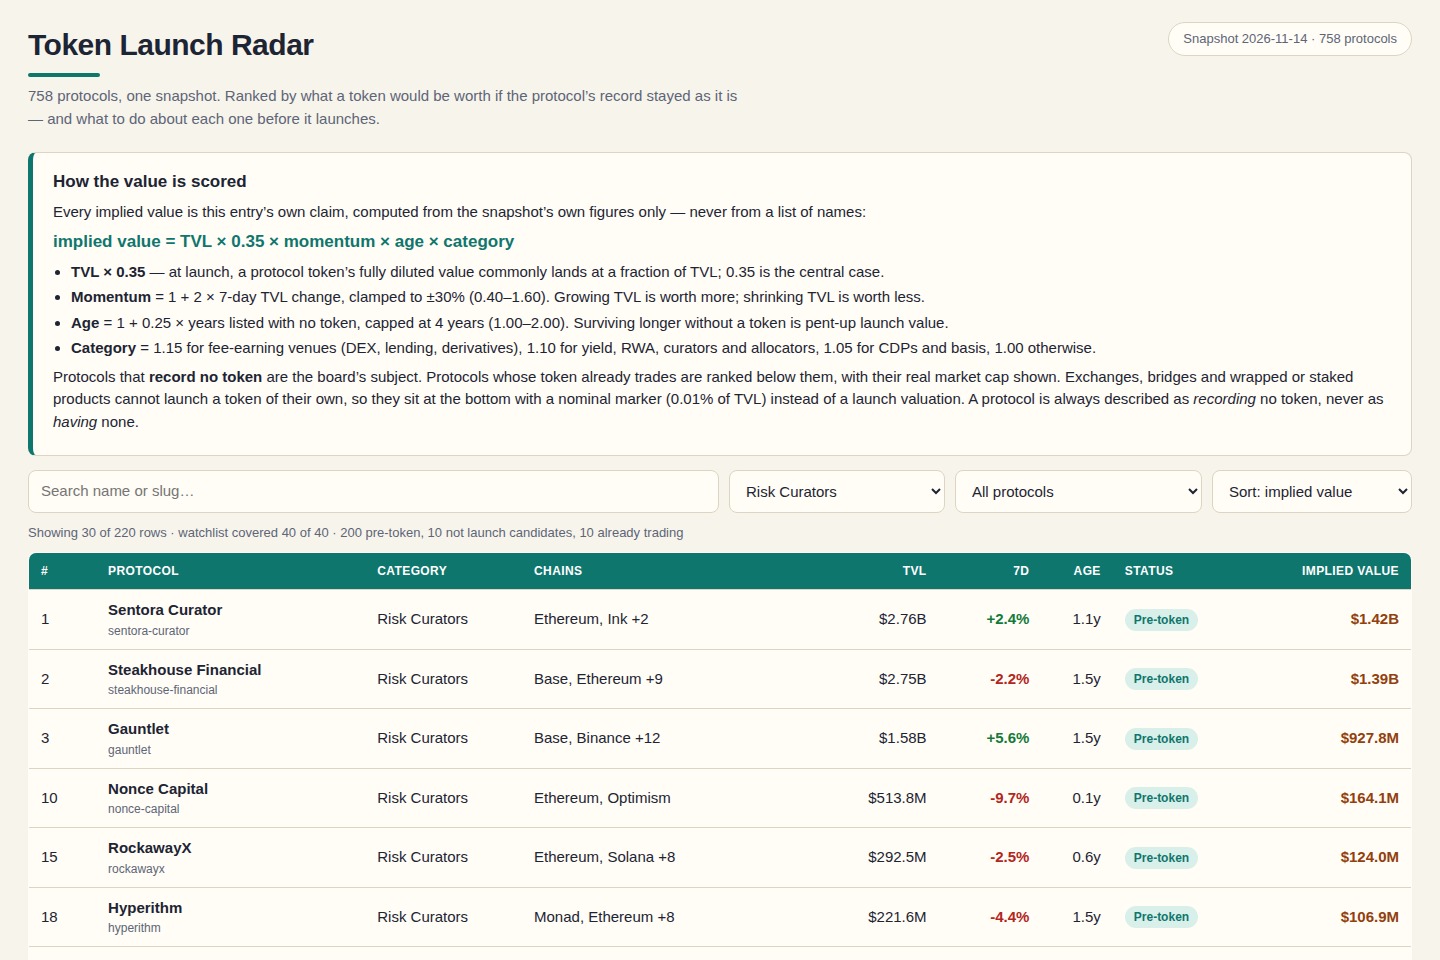 Token Launch Radar
Snapshot 2026-11-14 · 758 protocols
758 protocols, one snapshot. Ranked by what a token would be worth if the protocol’s record stayed as it is
— and what to do about each one before it launches.
How the value is scored
Every implied value is this entry’s own claim, computed from the snapshot’s own figures only — never from a list of names:
implied value = TVL × 0.35 × momentum × age × category
• TVL × 0.35 — at launch, a protocol token’s fully diluted value commonly lands at a fraction of TVL; 0.35 is the central case.
• Momentum = 1 + 2 × 7-day TVL change, clamped to ±30% (0.40–1.60). Growing TVL is worth more; shrinking TVL is worth less.
• Age = 1 + 0.25 × years listed with no token, capped at 4 years (1.00–2.00). Surviving longer without a token is pent-up launch value.
• Category = 1.15 for fee-earning venues (DEX, lending, derivatives), 1.10 for yield, RWA, curators and allocators, 1.05 for CDPs and basis, 1.00 otherwise.
Protocols that record no token are the board’s subject. Protocols whose token already trades are ranked below them, with their real market cap shown. Exchanges, bridges and wrapped or staked
products cannot launch a token of their own, so they sit at the bottom with a nominal marker (0.01% of TVL) instead of a launch valuation. A protocol is always described as recording no token, never as
having none.
Search name or slug… Risk Curators All protocols Sort: implied value
Showing 30 of 220 rows · watchlist covered 40 of 40 · 200 pre-token, 10 not launch candidates, 10 already trading
# PROTOCOL CATEGORY CHAINS TVL 7D AGE STATUS IMPLIED VALUE
1 Sentora Curator Risk Curators Ethereum, Ink +2 $2.76B +2.4% 1.1y Pre-token $1.42B
sentora-curator
2 Steakhouse Financial Risk Curators Base, Ethereum +9 $2.75B -2.2% 1.5y Pre-token $1.39B
steakhouse-financial
3 Gauntlet Risk Curators Base, Binance +12 $1.58B +5.6% 1.5y Pre-token $927.8M
gauntlet
10 Nonce Capital Risk Curators Ethereum, Optimism $513.8M -9.7% 0.1y Pre-token $164.1M
nonce-capital
15 RockawayX Risk Curators Ethereum, Solana +8 $292.5M -2.5% 0.6y Pre-token $124.0M
rockawayx
18 Hyperithm Risk Curators Monad, Ethereum +8 $221.6M -4.4% 1.5y Pre-token $106.9M
hyperithm